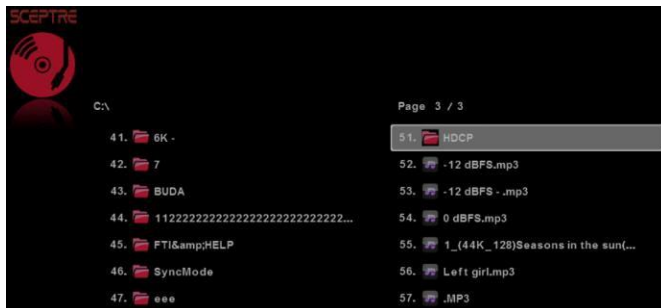 SCEPTRE
C:\
Page 3 / 3
41. 6K -
42. 7
43. BUDA
44. 1122222222222222222222222222...
45. FTI&amp;HELP
46. SyncMode
47. eee
51. HDCP
52. -12 dBFS.mp3
53. -12 dBFS - .mp3
54. 0 dBFS.mp3
55. 1_(44K_128)Seasons in the sun(...
56. Left girl.mp3
57. .MP3